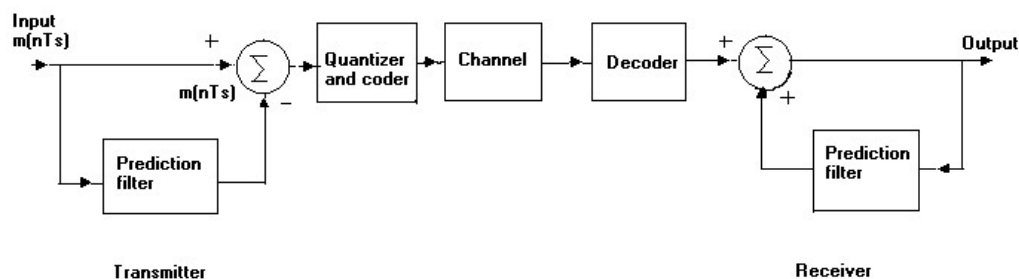 Input
m(nTs)
+
Σ
m(nTs)
−
Prediction
filter
Quantizer
and coder
Channel
Decoder
+
Σ
+
Output
Prediction
filter
Transmitter
Receiver